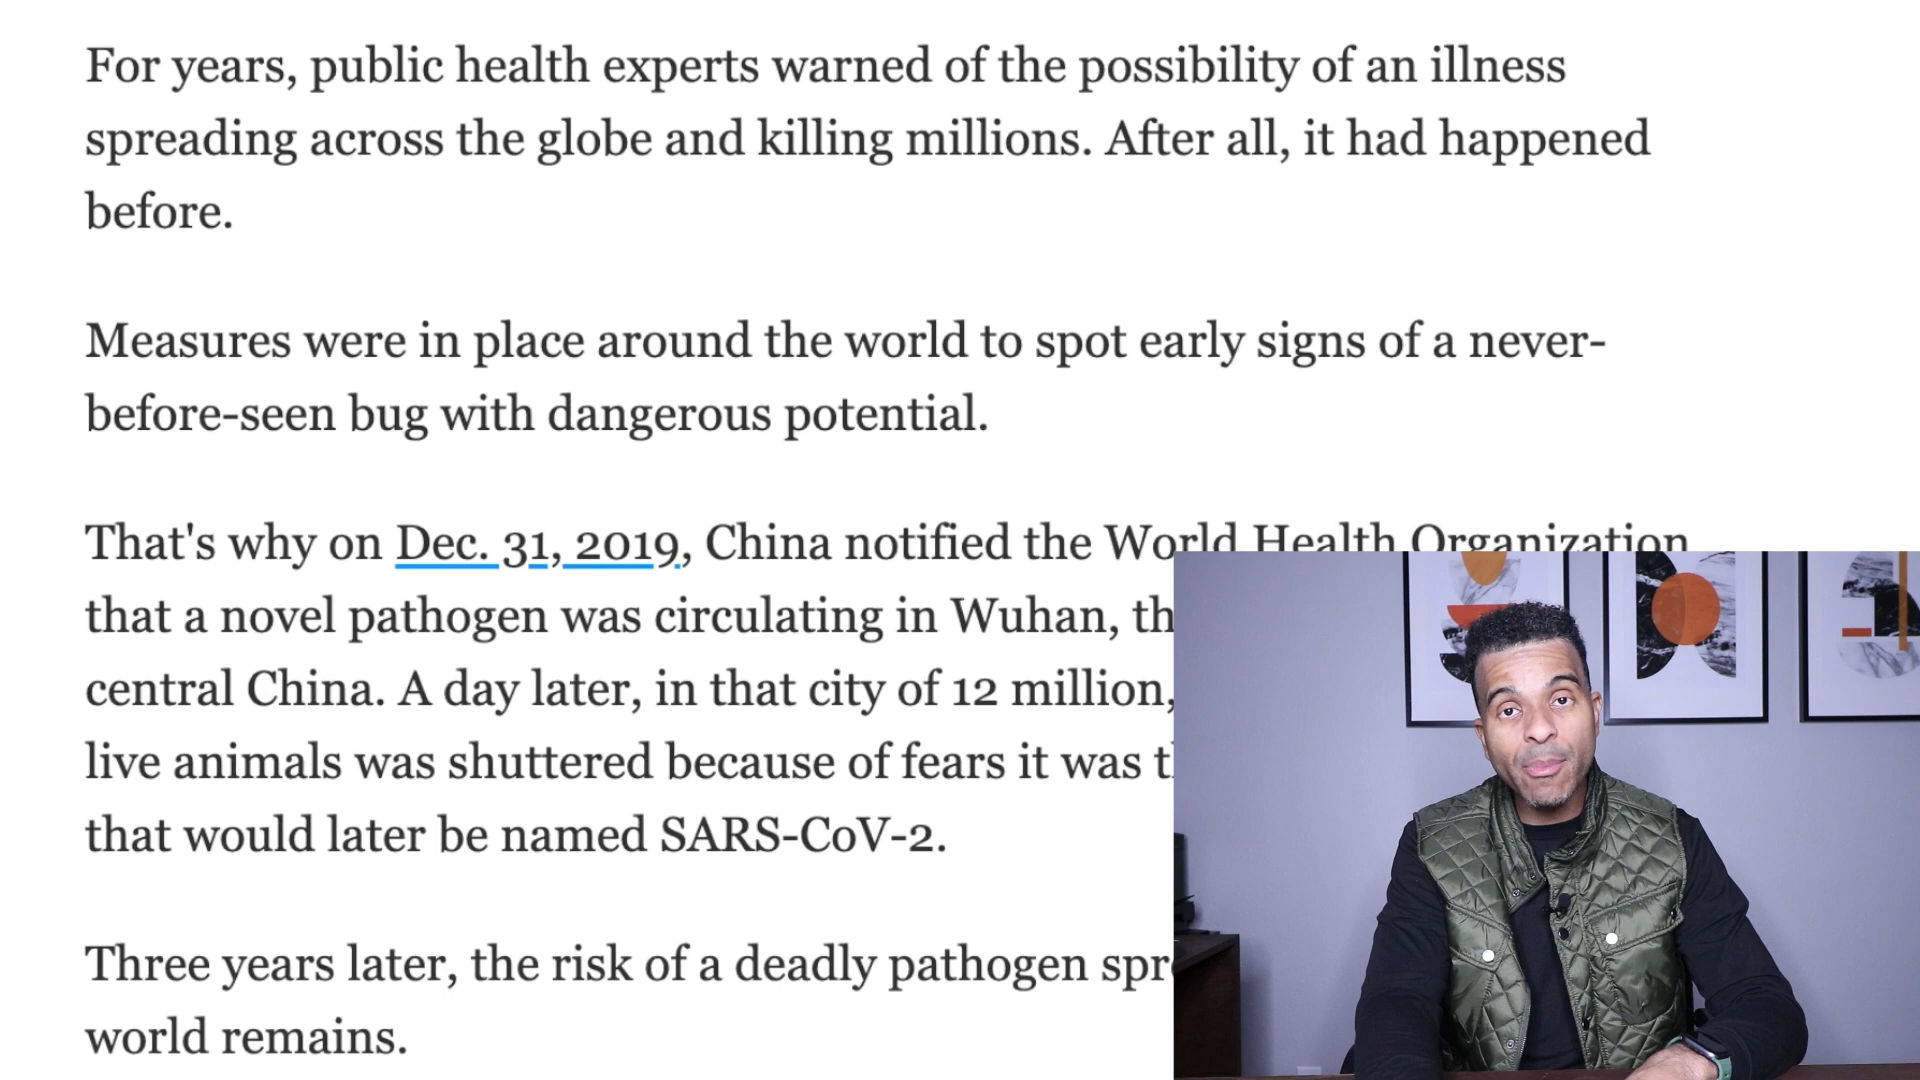 For years, public health experts warned of the possibility of an illness
spreading across the globe and killing millions. After all, it had happened
before.
Measures were in place around the world to spot early signs of a never-
before-seen bug with dangerous potential.
That's why on Dec. 31, 2019, China notified the World Health Organization
that a novel pathogen was circulating in Wuhan,
central China. A day later, in that city of 12 million,
live animals was shuttered because of fears it was
that would later be named SARS-CoV-2.
Three years later, the risk of a deadly pathogen
world remains.